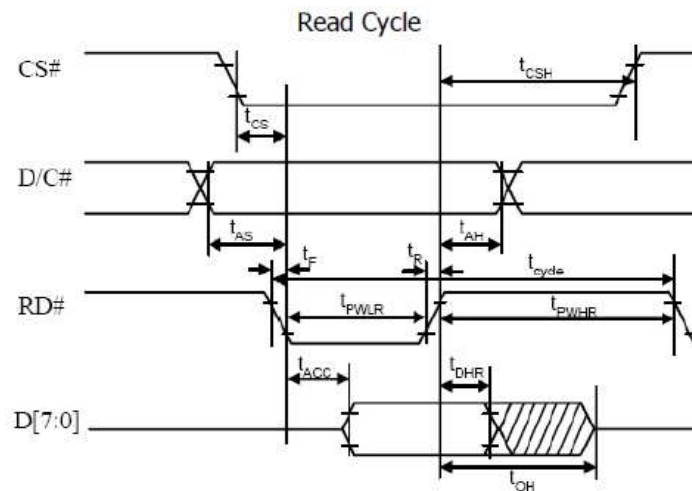 Read Cycle
CS#
tCSH
tCS
D/C#
tAS
tAH
tF
tR
tcycle
RD#
tPWLR
tPWHR
tACC
tDHR
D[7:0]
tOH